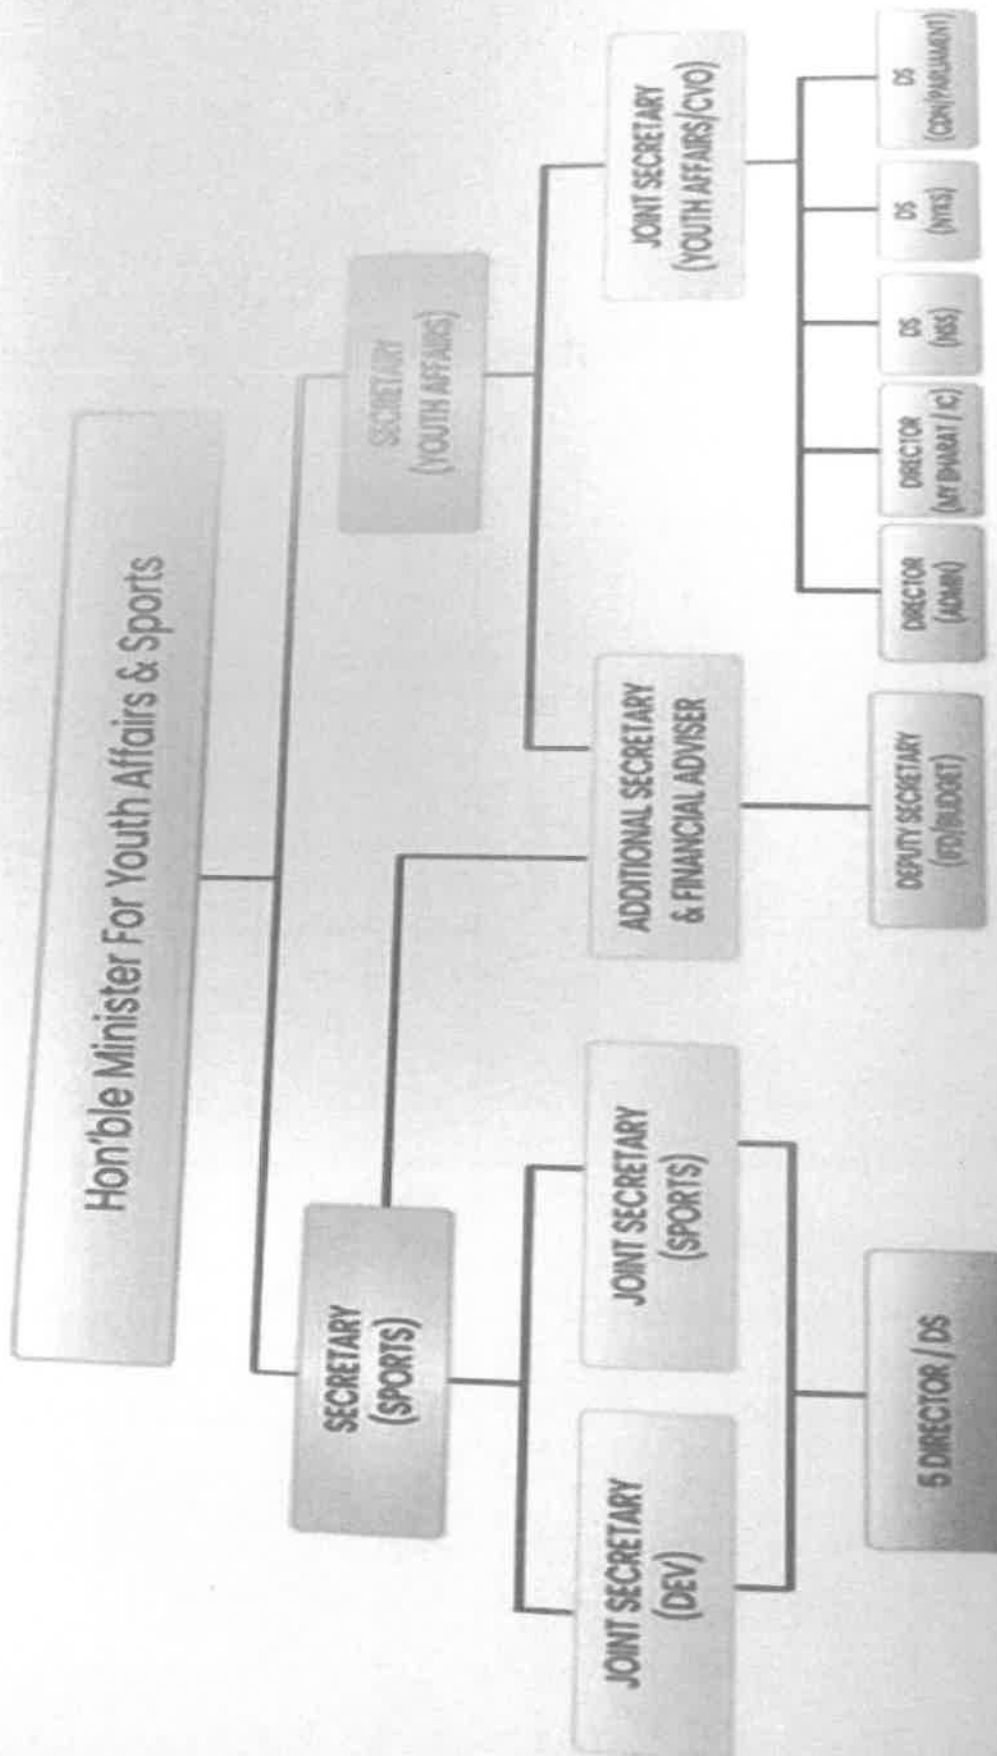 Hon'ble Minister For Youth Affairs & Sports
SECRETARY
(SPORTS)
SECRETARY
(YOUTH AFFAIRS)
JOINT SECRETARY
(DEV)
JOINT SECRETARY
(SPORTS)
ADDITIONAL SECRETARY
& FINANCIAL ADVISER
JOINT SECRETARY
(YOUTH AFFAIRS/CVO)
5 DIRECTOR / DS
DEPUTY SECRETARY
(IFD/BUDGET)
DIRECTOR
(ADMIN)
DIRECTOR
(MY BHARAT / IC)
DS
(NSS)
DS
(NYKS)
DS
(CDN/PARLIAMENT)